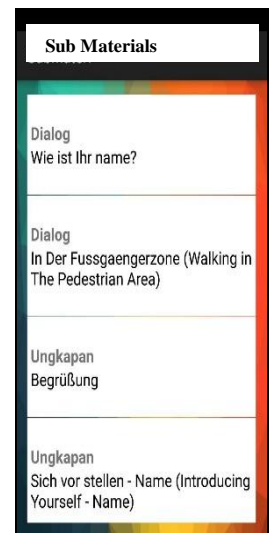 Sub Materials
Dialog
Wie ist Ihr name?
Dialog
In Der Fussgaengerzone (Walking in
The Pedestrian Area)
Ungkapan
Begrüßung
Ungkapan
Sich vor stellen - Name (Introducing
Yourself - Name)